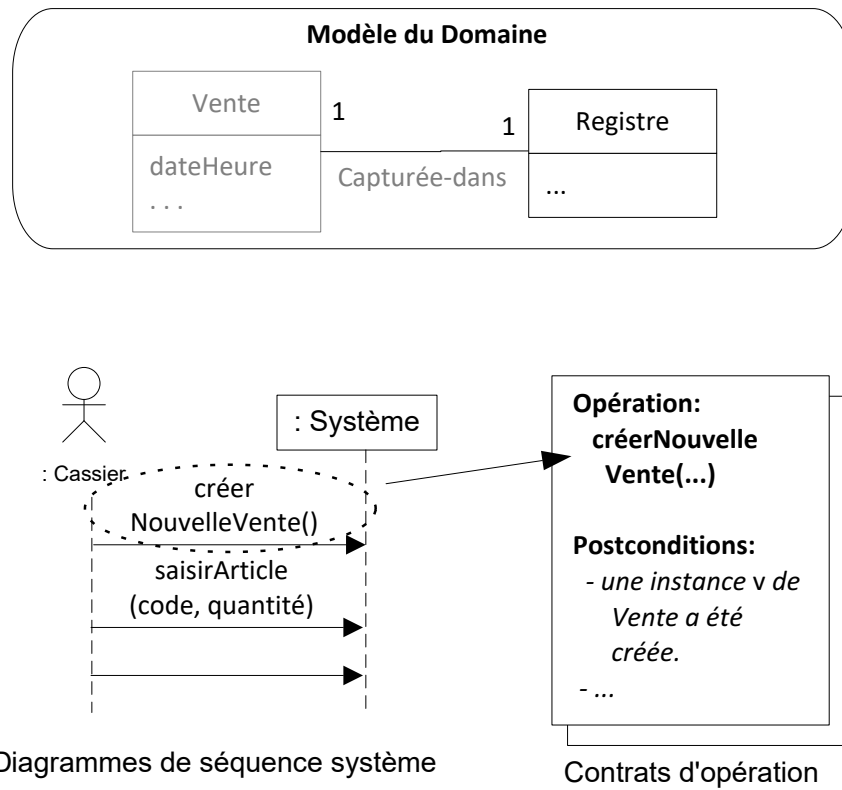 Modèle du Domaine
Vente
1
1
Registre
dateHeure
. . .
Capturée-dans
...
: Cassier
: Système
créer
NouvelleVente()
saisirArticle
(code, quantité)
Opération:
créerNouvelle
Vente(...)
Postconditions:
- une instance v de
Vente a été
créée.
- ...
Diagrammes de séquence système
Contrats d'opération